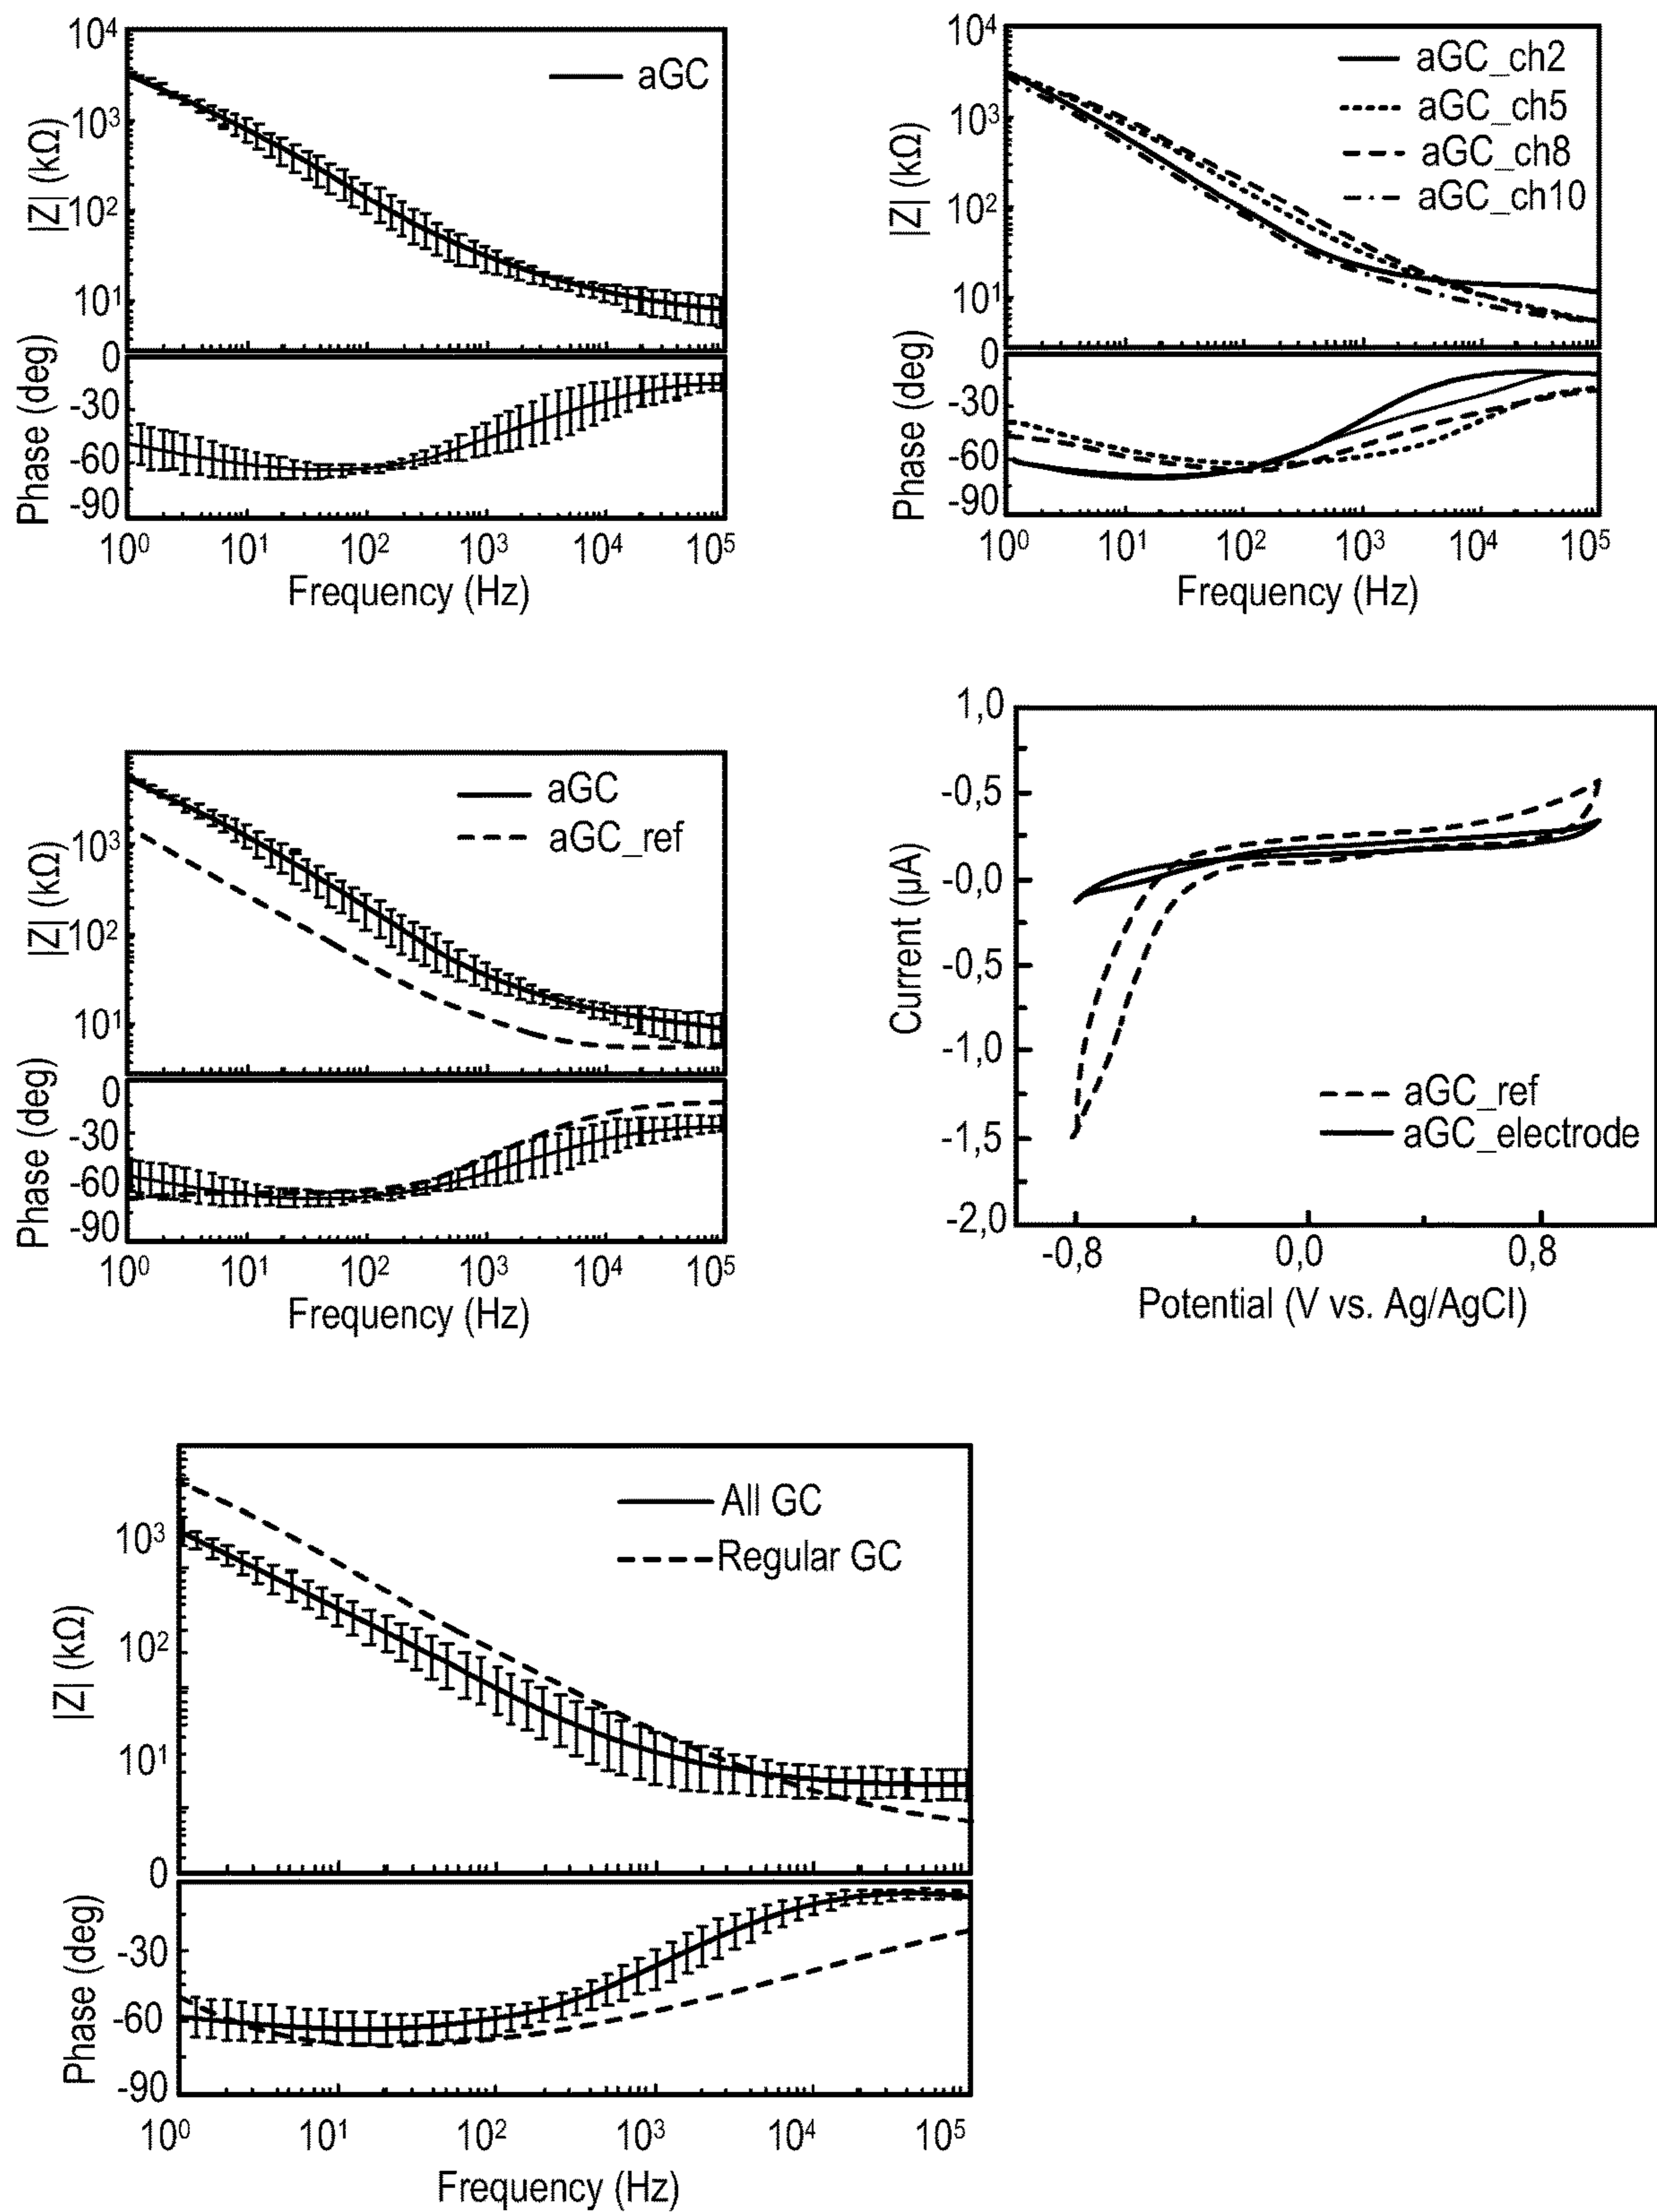 10⁴
10³
10²
10¹
0
|Z| (kΩ)
aGC
0
-30
-60
-90
Phase (deg)
10⁰ 10¹ 10² 10³ 10⁴ 10⁵
Frequency (Hz)
10⁴
10³
10²
10¹
0
|Z| (kΩ)
aGC_ch2
aGC_ch5
aGC_ch8
aGC_ch10
0
-30
-60
-90
Phase (deg)
10⁰ 10¹ 10² 10³ 10⁴ 10⁵
Frequency (Hz)
10³
10²
10¹
|Z| (kΩ)
aGC
aGC_ref
0
-30
-60
-90
Phase (deg)
10⁰ 10¹ 10² 10³ 10⁴ 10⁵
Frequency (Hz)
1,0
-0,5
-0,0
-0,5
-1,0
-1,5
-2,0
Current (µA)
aGC_ref
aGC_electrode
-0,8 0,0 0,8
Potential (V vs. Ag/AgCl)
10³
10²
10¹
0
|Z| (kΩ)
All GC
Regular GC
-30
-60
-90
Phase (deg)
10⁰ 10¹ 10² 10³ 10⁴ 10⁵
Frequency (Hz)